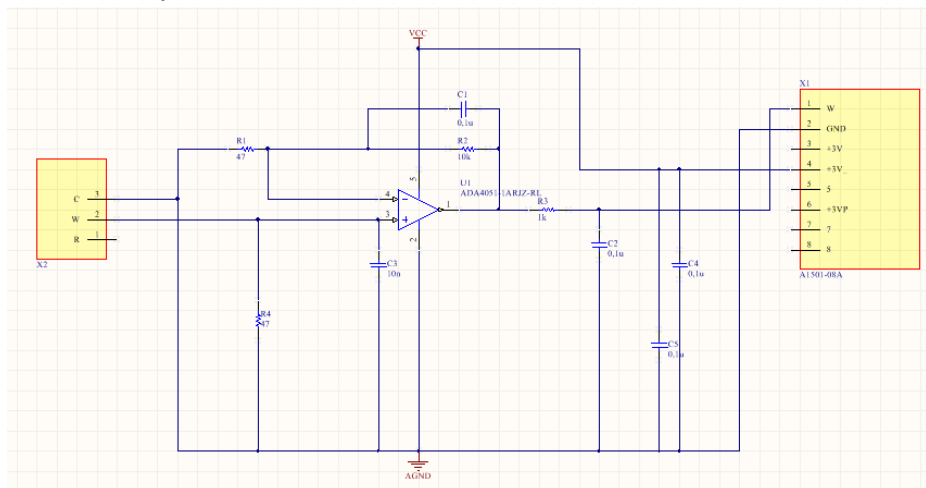 VCC
X1
C1
0,1u
1 W
2 GND
R1
47
R2
10k
3 +3V
4 +3V_
5
U1
ADA4051-1ARJZ-RL
5 5
3
C
4
1
R3
1k
6 +3VP
2
W
3
7 7
1
R
2
C2
0,1u
8 8
X2
C3
10n
C4
0,1u
A1501-08A
R4
47
C5
0,1u
AGND